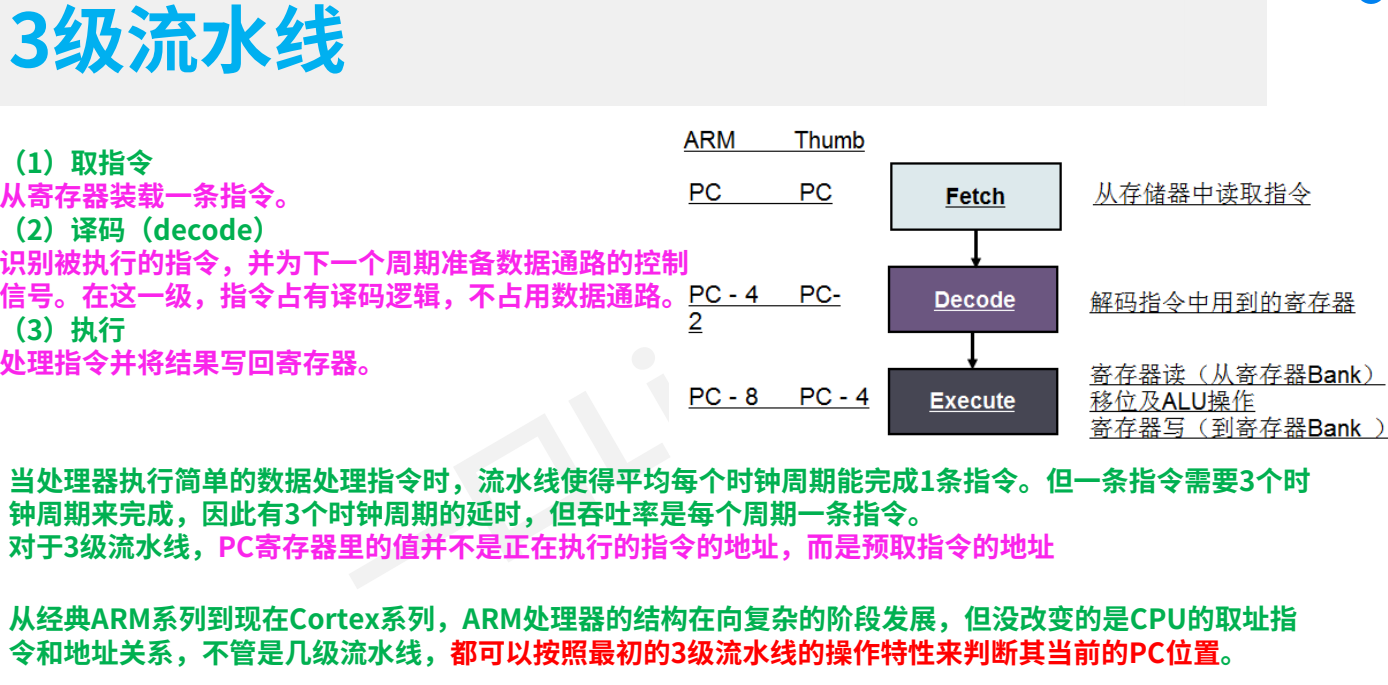 3级流水线
（1）取指令
从寄存器装载一条指令。
（2）译码（decode）
识别被执行的指令，并为下一个周期准备数据通路的控制
信号。在这一级，指令占有译码逻辑，不占用数据通路。
（3）执行
处理指令并将结果写回寄存器。
ARM Thumb
PC PC
Fetch
从存储器中读取指令
PC - 4 PC-
2
Decode
解码指令中用到的寄存器
PC - 8 PC - 4
Execute
寄存器读（从寄存器Bank）
移位及ALU操作
寄存器写（到寄存器Bank ）
当处理器执行简单的数据处理指令时，流水线使得平均每个时钟周期能完成1条指令。但一条指令需要3个时
钟周期来完成，因此有3个时钟周期的延时，但吞吐率是每个周期一条指令。
对于3级流水线，PC寄存器里的值并不是正在执行的指令的地址，而是预取指令的地址
从经典ARM系列到现在Cortex系列，ARM处理器的结构在向复杂的阶段发展，但没改变的是CPU的取址指
令和地址关系，不管是几级流水线，都可以按照最初的3级流水线的操作特性来判断其当前的PC位置。